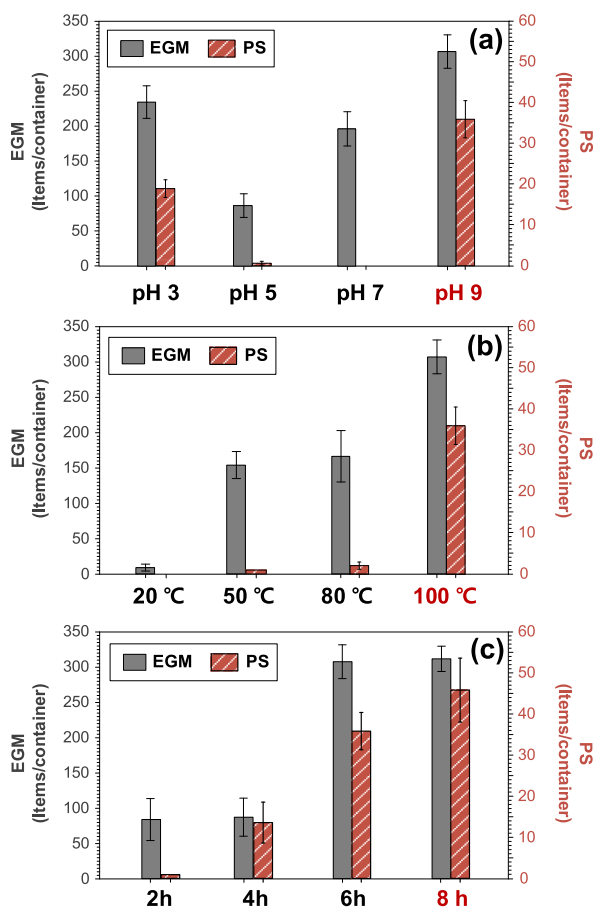 (a)
EGM PS
350
300
250
200
150
100
50
0
60
50
40
30
20
10
0
EGM
(Items/container)
PS
(Items/container)
pH 3 pH 5 pH 7 pH 9
(b)
EGM PS
350
300
250
200
150
100
50
0
60
50
40
30
20
10
0
EGM
(Items/container)
PS
(Items/container)
20 ℃ 50 ℃ 80 ℃ 100 ℃
(c)
EGM PS
350
300
250
200
150
100
50
0
60
50
40
30
20
10
0
EGM
(Items/container)
PS
(Items/container)
2h 4h 6h 8 h